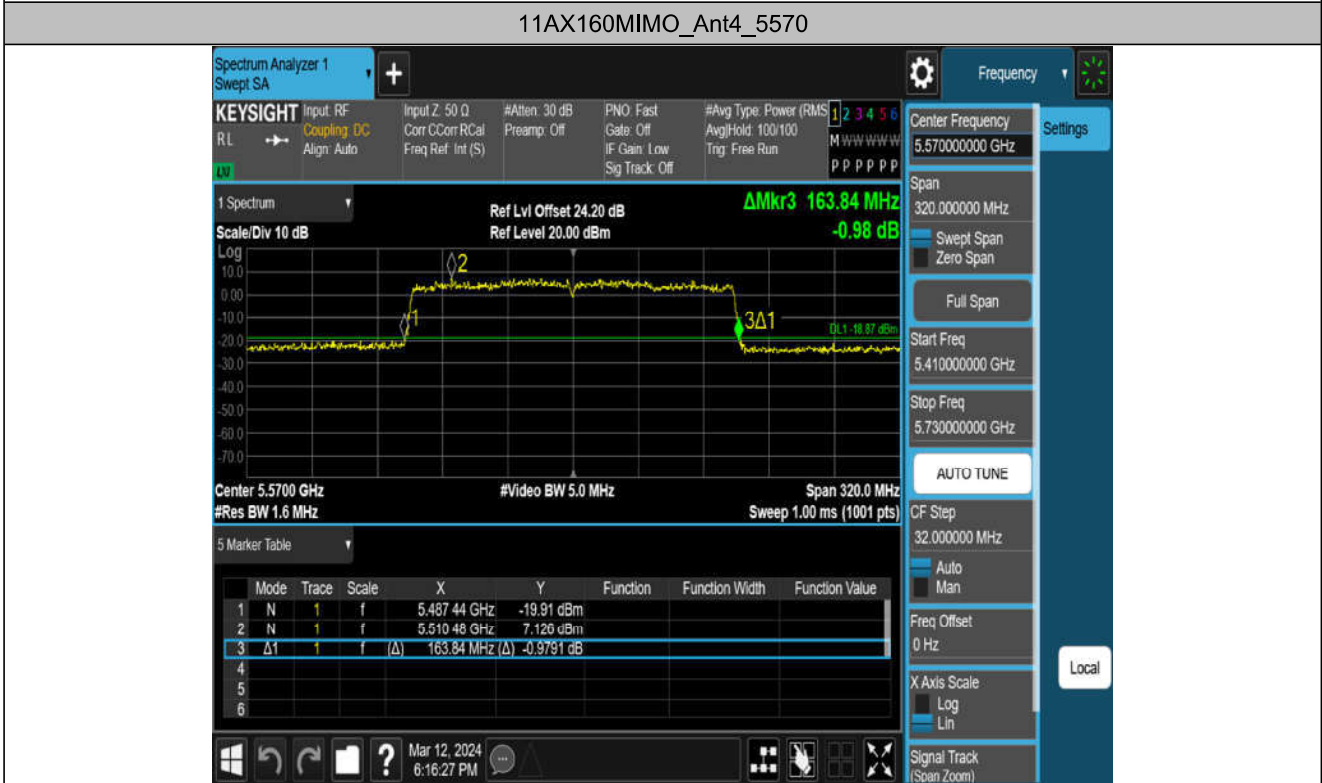 11AX160MIMO_Ant4_5570
Spectrum Analyzer 1
Swept SA
+
Frequency
KEYSIGHT
RL
LXI
Input: RF
Coupling: DC
Align: Auto
Input Z: 50 Ω
Corr CCorr RCal
Freq Ref: Int (S)
#Atten: 30 dB
Preamp: Off
PNO: Fast
Gate: Off
IF Gain: Low
Sig Track: Off
#Avg Type: Power (RMS
Avg|Hold: 100/100
Trig: Free Run
1 2 3 4 5 6
M W W W W W
P P P P P P
Center Frequency
5.570000000 GHz
Settings
1 Spectrum
Scale/Div 10 dB
Ref Lvl Offset 24.20 dB
Ref Level 20.00 dBm
ΔMkr3 163.84 MHz
-0.98 dB
Log
10.0
0.00
-10.0
-20.0
-30.0
-40.0
-50.0
-60.0
-70.0
2
1
3Δ1
DL1 -18.87 dBm
Center 5.5700 GHz
#Res BW 1.6 MHz
#Video BW 5.0 MHz
Span 320.0 MHz
Sweep 1.00 ms (1001 pts)
Span
320.000000 MHz
Swept Span
Zero Span
Full Span
Start Freq
5.410000000 GHz
Stop Freq
5.730000000 GHz
AUTO TUNE
CF Step
32.000000 MHz
Auto
Man
Freq Offset
0 Hz
X Axis Scale
Log
Lin
Signal Track
(Span Zoom)
Local
5 Marker Table
Mode Trace Scale X Y Function Function Width Function Value
1 N 1 f 5.487 44 GHz -19.91 dBm
2 N 1 f 5.510 48 GHz 7.126 dBm
3 Δ1 1 f (Δ) 163.84 MHz (Δ) -0.9791 dB
4
5
6
?
Mar 12, 2024
6:16:27 PM